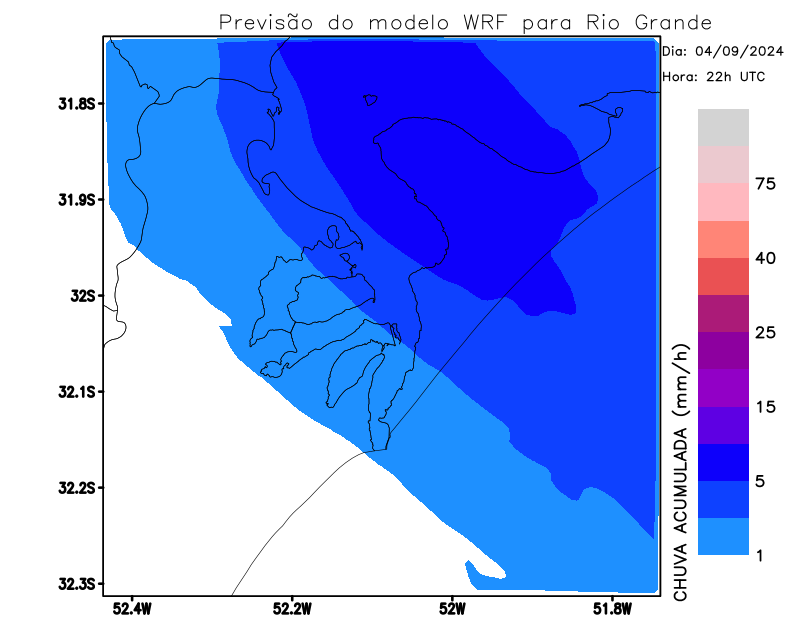 Previsão do modelo WRF para Rio Grande
Dia: 04/09/2024
Hora: 22h UTC
31.8S
31.9S
32S
32.1S
32.2S
32.3S
52.4W
52.2W
52W
51.8W
75
40
25
15
5
1
CHUVA ACUMULADA (mm/h)